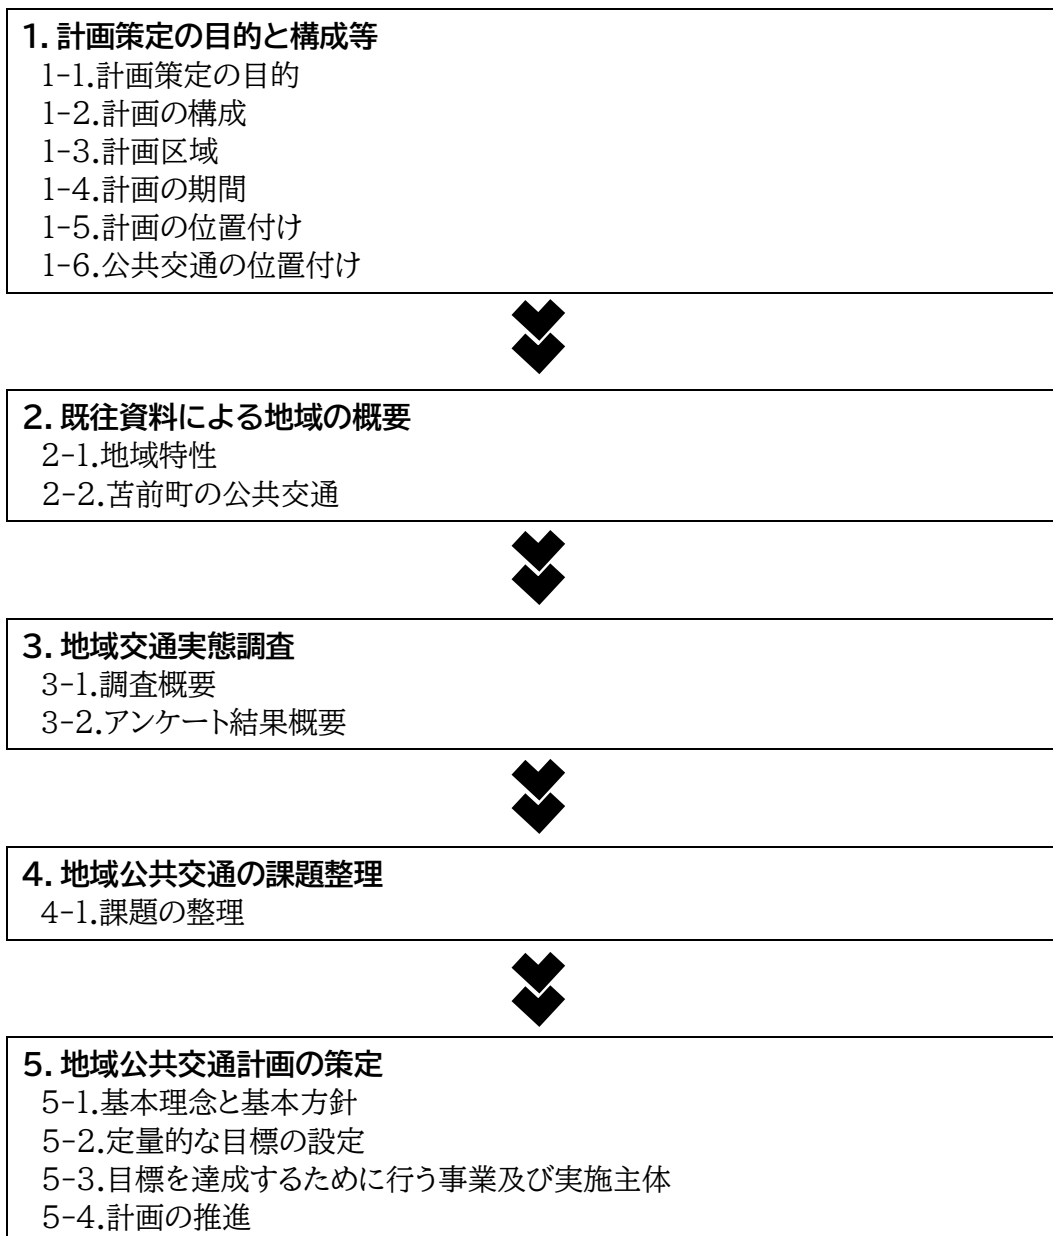 1. 計画策定の目的と構成等
1-1.計画策定の目的
1-2.計画の構成
1-3.計画区域
1-4.計画の期間
1-5.計画の位置付け
1-6.公共交通の位置付け
2. 既往資料による地域の概要
2-1.地域特性
2-2.苫前町の公共交通
3. 地域交通実態調査
3-1.調査概要
3-2.アンケート結果概要
4. 地域公共交通の課題整理
4-1.課題の整理
5. 地域公共交通計画の策定
5-1.基本理念と基本方針
5-2.定量的な目標の設定
5-3.目標を達成するために行う事業及び実施主体
5-4.計画の推進